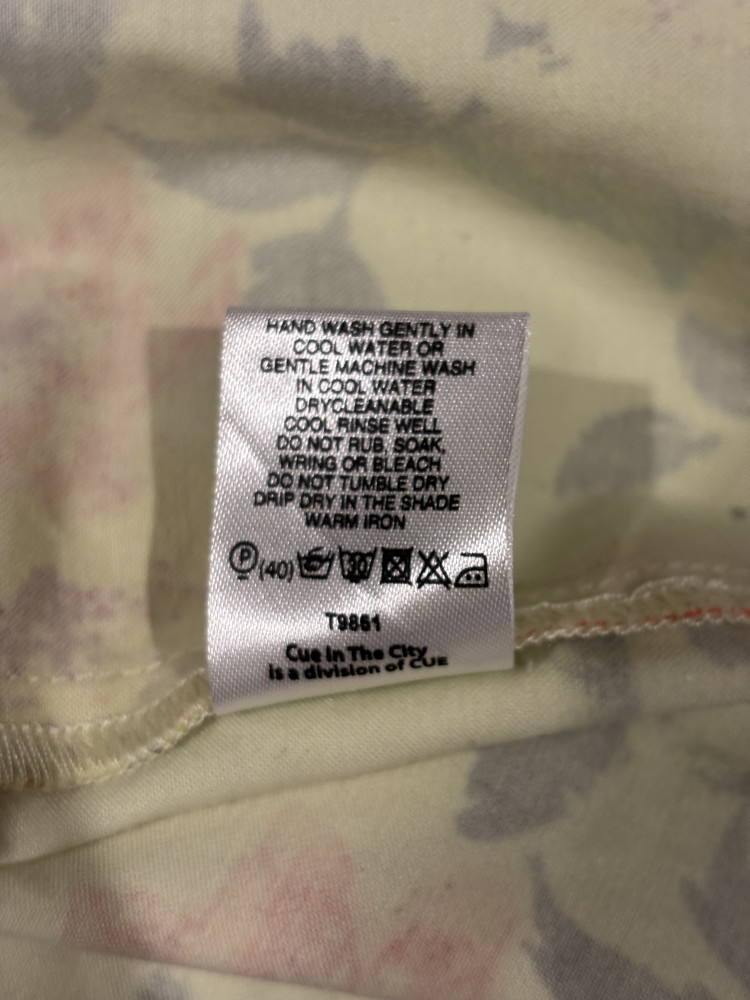 HAND WASH GENTLY IN
COOL WATER OR
GENTLE MACHINE WASH
IN COOL WATER
DRYCLEANABLE
COOL RINSE WELL
DO NOT RUB, SOAK,
WRING OR BLEACH
DO NOT TUMBLE DRY
DRIP DRY IN THE SHADE
WARM IRON
P (40) 30
T9861
Cue In The City
is a division of CUE